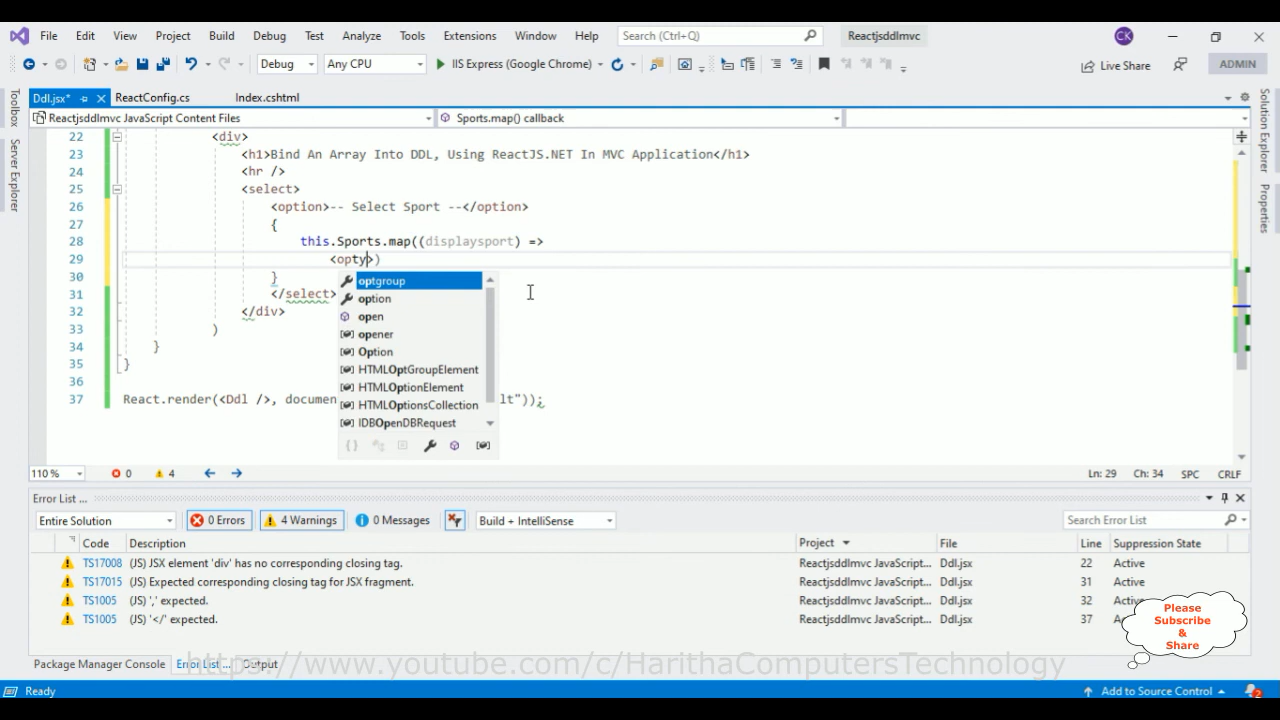 File Edit View Project Build Debug Test Analyze Tools Extensions Window Help Search (Ctrl+Q) Reactjsddlmvc CK
Debug Any CPU IIS Express (Google Chrome) Live Share ADMIN
Toolbox
Server Explorer
Solution Explorer
Properties
Ddl.jsx* ReactConfig.cs Index.cshtml
ReactjsddlmvC JavaScript Content Files Sports.map() callback
22 <div>
23 <h1>Bind An Array Into DDL, Using ReactJS.NET In MVC Application</h1>
24 <hr />
25 <select>
26 <option>-- Select Sport --</option>
27 {
28 this.Sports.map((displaysport) =>
29 <opty>)
30 }
31 </select>
32 </div>
33 )
34 }
35 }
36
37 React.render(<Ddl />, documen lt"));
optgroup
option
open
opener
Option
HTMLOptGroupElement
HTMLOptionElement
HTMLOptionsCollection
IDBOpenDBRequest
110 % 0 4 Ln: 29 Ch: 34 SPC CRLF
Error List ...
Entire Solution 0 Errors 4 Warnings 0 Messages Build + IntelliSense Search Error List
Code Description Project File Line Suppression State
TS17008 (JS) JSX element 'div' has no corresponding closing tag. Reactjsddlmvc JavaScript... Ddl.jsx 22 Active
TS17015 (JS) Expected corresponding closing tag for JSX fragment. Reactjsddlmvc JavaScript... Ddl.jsx 31 Active
TS1005 (JS) ',' expected. Reactjsddlmvc JavaScript... Ddl.jsx 32 Active
TS1005 (JS) '</' expected. Reactjsddlmvc JavaScript... Ddl.jsx 37 Active
Please
Subscribe
&
Share
Package Manager Console Error List ... Output
https://www.youtube.com/c/HarithaComputersTechnology
Ready Add to Source Control 2